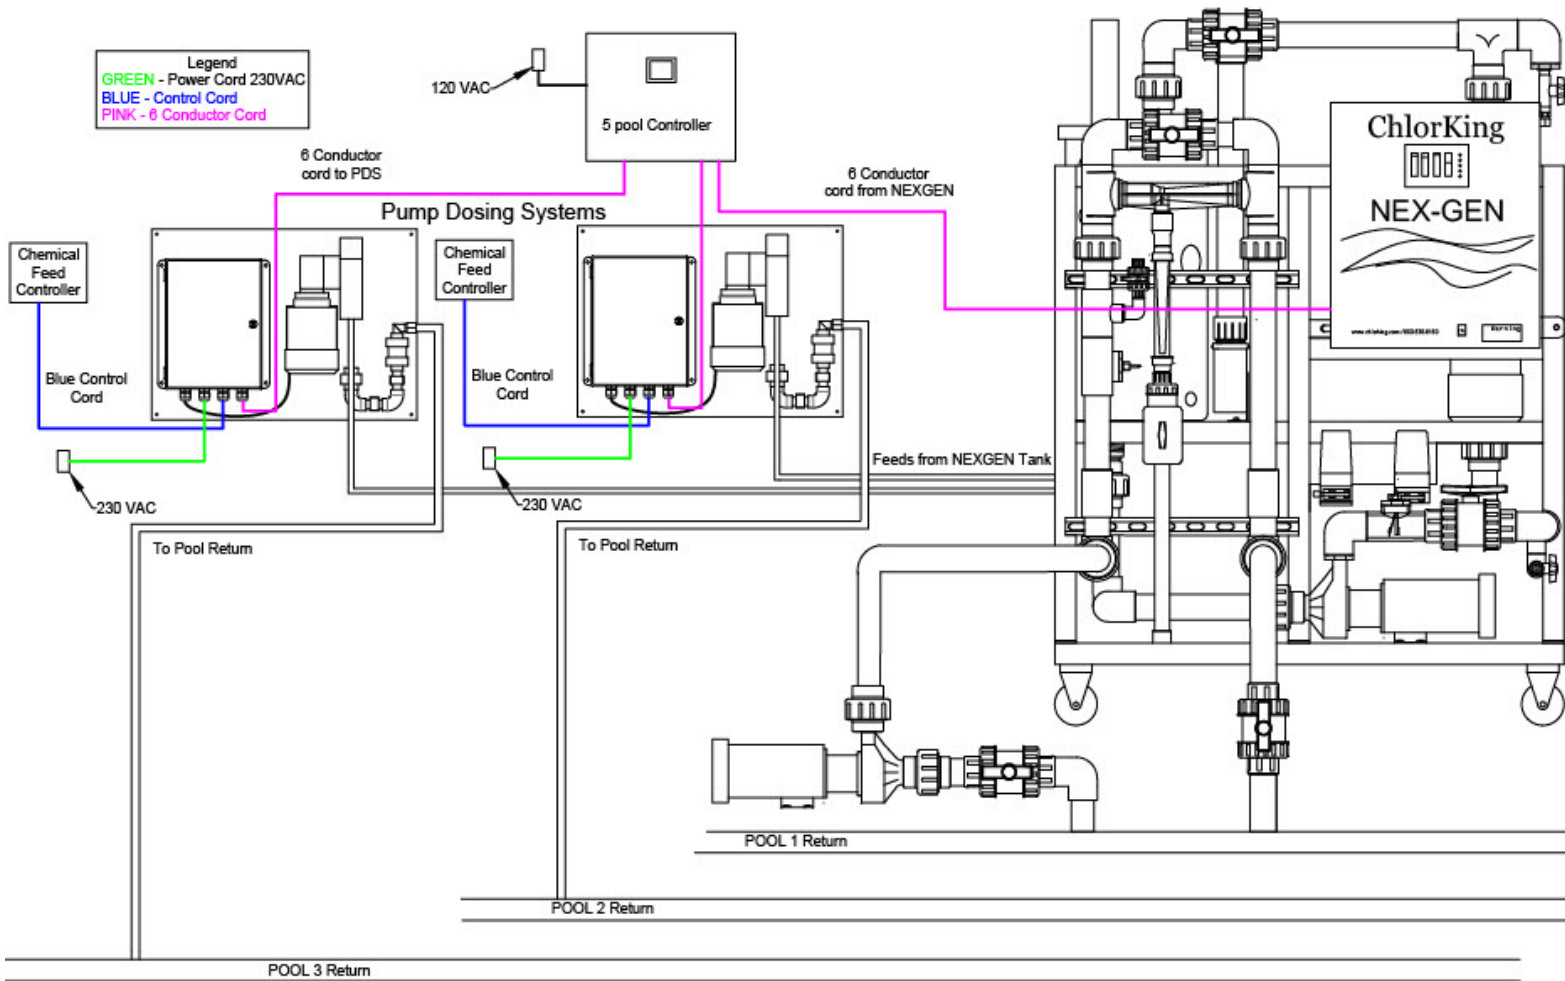 Legend
GREEN - Power Cord 230VAC
BLUE - Control Cord
PINK - 6 Conductor Cord
120 VAC
5 pool Controller
6 Conductor
cord to PDS
6 Conductor
cord from NEXGEN
ChlorKing
NEX-GEN
Pump Dosing Systems
Chemical
Feed
Controller
Chemical
Feed
Controller
Blue Control
Cord
Blue Control
Cord
230 VAC
230 VAC
Feeds from NEXGEN Tank
To Pool Return
To Pool Return
POOL 1 Return
POOL 2 Return
POOL 3 Return